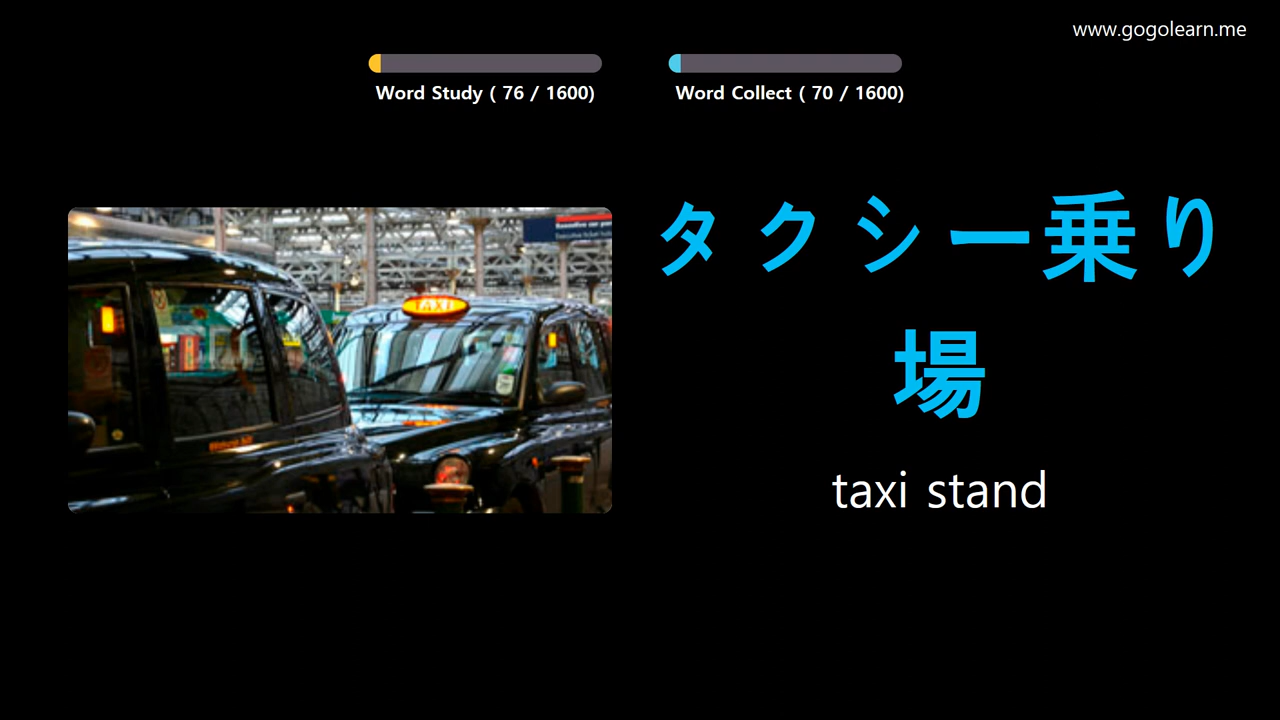 www.gogolearn.me
Word Study ( 76 / 1600)
Word Collect ( 70 / 1600)
タクシー乗り
場
taxi stand
TAXI